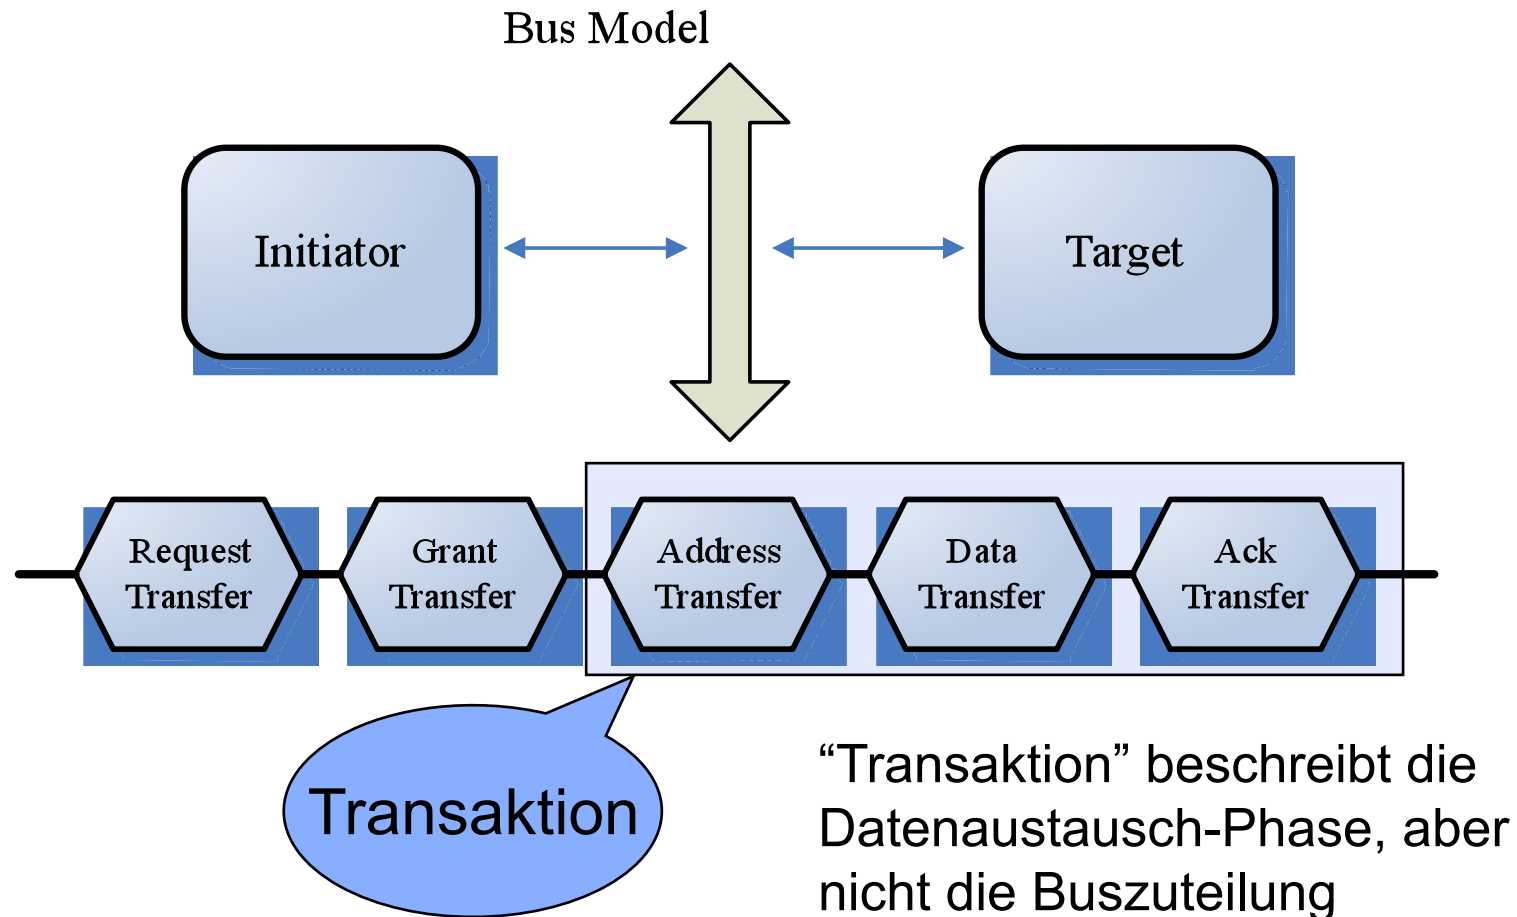 Bus Model
Initiator
Target
Request
Transfer
Grant
Transfer
Address
Transfer
Data
Transfer
Ack
Transfer
Transaktion
“Transaktion” beschreibt die
Datenaustausch-Phase, aber
nicht die Buszuteilung